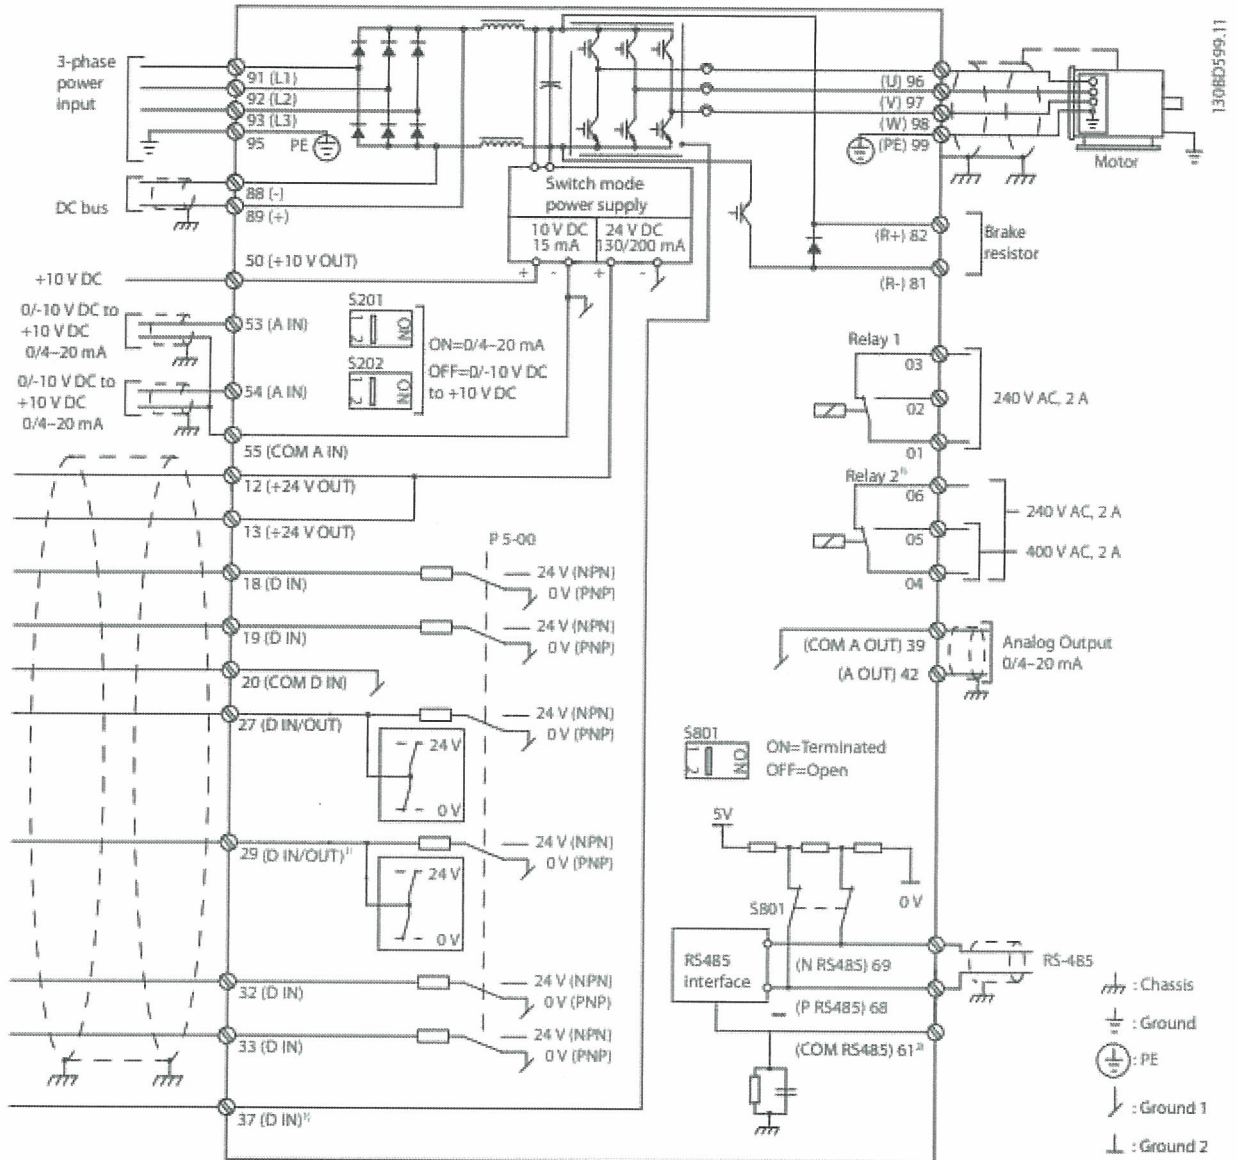 130BD599.11
3-phase
power
input
91 (L1)
92 (L2)
93 (L3)
95
PE
DC bus
88 (-)
89 (+)
50 (+10 V OUT)
+10 V DC
0/-10 V DC to
+10 V DC
0/4-20 mA
53 (A IN)
0/-10 V DC to
+10 V DC
0/4-20 mA
54 (A IN)
55 (COM A IN)
12 (+24 V OUT)
13 (+24 V OUT)
18 (D IN)
19 (D IN)
20 (COM D IN)
27 (D IN/OUT)
24 V
0 V
29 (D IN/OUT)¹⁾
24 V
0 V
32 (D IN)
33 (D IN)
37 (D IN)¹⁾
Switch mode
power supply
10 V DC
15 mA
24 V DC
130/200 mA
+ - + -
S201
1 2 ON
S202
1 2 ON
ON=0/4-20 mA
OFF=0/-10 V DC
to +10 V DC
P 5-00
24 V (NPN)
0 V (PNP)
24 V (NPN)
0 V (PNP)
24 V (NPN)
0 V (PNP)
24 V (NPN)
0 V (PNP)
24 V (NPN)
0 V (PNP)
24 V (NPN)
0 V (PNP)
(U) 96
(V) 97
(W) 98
(PE) 99
Motor
(R+) 82
Brake
resistor
(R-) 81
Relay 1
03
02
01
240 V AC, 2 A
Relay 2¹⁾
06
05
04
240 V AC, 2 A
400 V AC, 2 A
(COM A OUT) 39
(A OUT) 42
Analog Output
0/4-20 mA
S801
1 2 ON
ON=Terminated
OFF=Open
5V
0 V
S801
RS485
interface
(N RS485) 69
RS-485
(P RS485) 68
(COM RS485) 61²⁾
: Chassis
: Ground
: PE
: Ground 1
: Ground 2